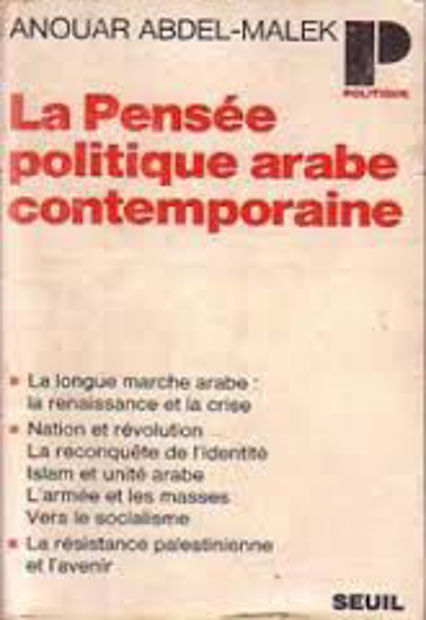 ANOUAR ABDEL-MALEK
P
POLITIQUE
La Pensée
politique arabe
contemporaine
La longue marche arabe :
la renaissance et la crise
Nation et révolution
La reconquête de l'identité
Islam et unité arabe
L'armée et les masses
Vers le socialisme
La résistance palestinienne
et l'avenir
SEUIL